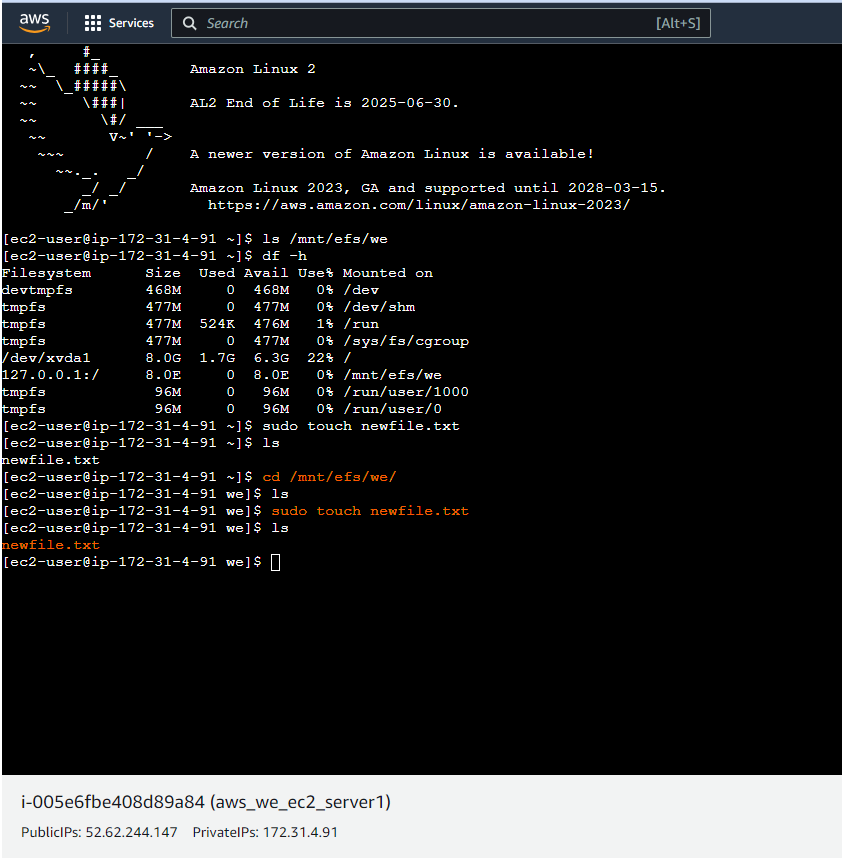 aws
Services
Search
[Alt+S]
   ,     #_
   ~\_  ####_        Amazon Linux 2
  ~~  \_#####\
  ~~     \###|       AL2 End of Life is 2025-06-30.
  ~~       \#/ ___
   ~~       V~' '->
    ~~~         /    A newer version of Amazon Linux is available!
      ~~._.   _/
         _/ _/       Amazon Linux 2023, GA and supported until 2028-03-15.
       _/m/'           https://aws.amazon.com/linux/amazon-linux-2023/
[ec2-user@ip-172-31-4-91 ~]$ ls /mnt/efs/we
[ec2-user@ip-172-31-4-91 ~]$ df -h
Filesystem      Size  Used Avail Use% Mounted on
devtmpfs        468M     0  468M   0% /dev
tmpfs           477M     0  477M   0% /dev/shm
tmpfs           477M  524K  476M   1% /run
tmpfs           477M     0  477M   0% /sys/fs/cgroup
/dev/xvda1      8.0G  1.7G  6.3G  22% /
127.0.0.1:/     8.0E     0  8.0E   0% /mnt/efs/we
tmpfs            96M     0   96M   0% /run/user/1000
tmpfs            96M     0   96M   0% /run/user/0
[ec2-user@ip-172-31-4-91 ~]$ sudo touch newfile.txt
[ec2-user@ip-172-31-4-91 ~]$ ls
newfile.txt
[ec2-user@ip-172-31-4-91 ~]$ cd /mnt/efs/we/
[ec2-user@ip-172-31-4-91 we]$ ls
[ec2-user@ip-172-31-4-91 we]$ sudo touch newfile.txt
[ec2-user@ip-172-31-4-91 we]$ ls
newfile.txt
[ec2-user@ip-172-31-4-91 we]$
i-005e6fbe408d89a84 (aws_we_ec2_server1)
PublicIPs: 52.62.244.147 PrivateIPs: 172.31.4.91